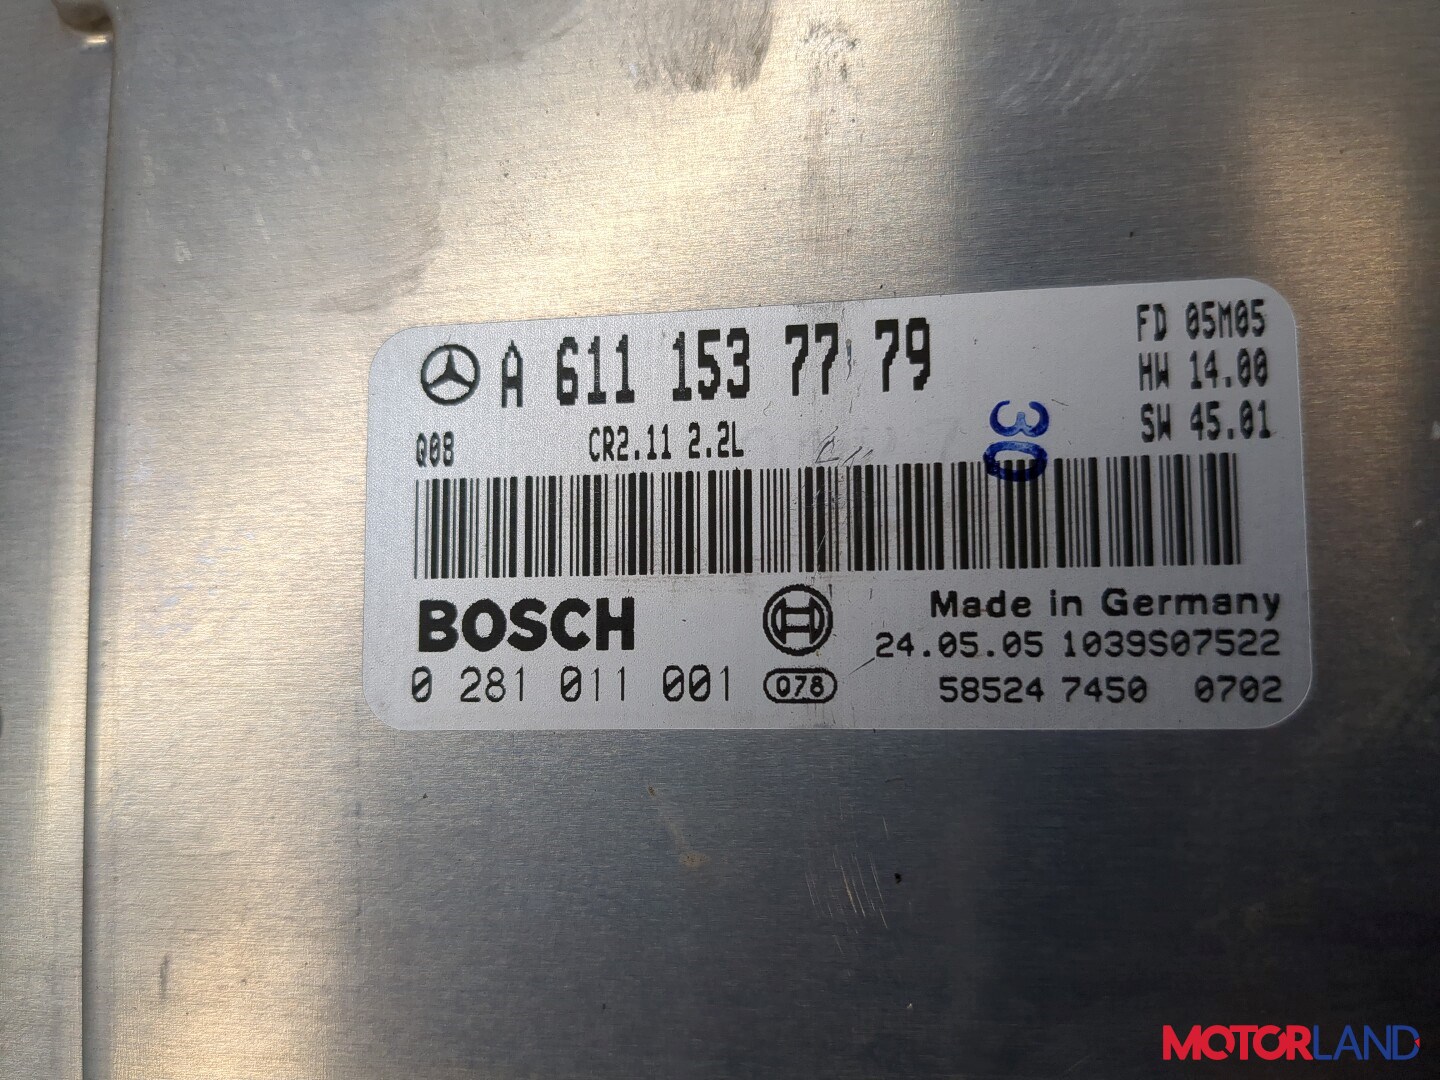 A 611 153 77 79
FD 05M05
HW 14.00
SW 45.01
Q08
CR2.11 2.2L
30
BOSCH
Made in Germany
24.05.05 1039S07522
0 281 011 001
078
58524 7450 0702
MOTORLAND